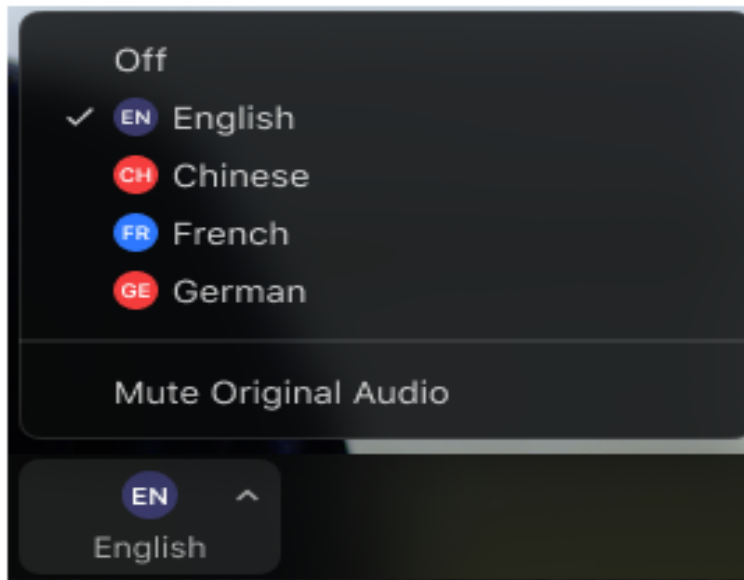 Off
EN English
CH Chinese
FR French
GE German
Mute Original Audio
EN
English